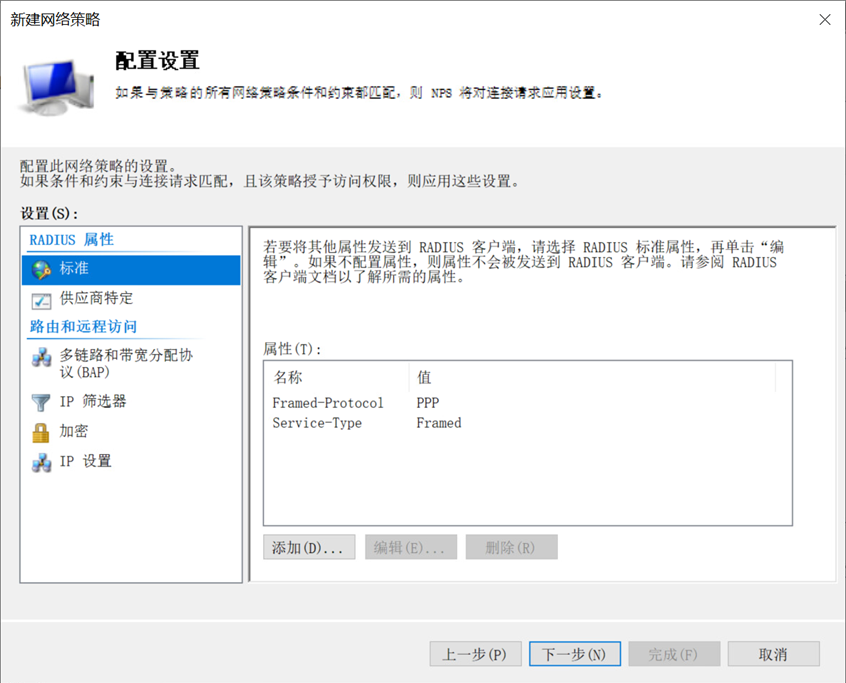 新建网络策略
配置设置
如果与策略的所有网络策略条件和约束都匹配，则 NPS 将对连接请求应用设置。
配置此网络策略的设置。
如果条件和约束与连接请求匹配，且该策略授予访问权限，则应用这些设置。
设置(S):
RADIUS 属性
标准
供应商特定
路由和远程访问
多链路和带宽分配协
议(BAP)
IP 筛选器
加密
IP 设置
若要将其他属性发送到 RADIUS 客户端，请选择 RADIUS 标准属性，再单击“编
辑”。如果不配置属性，则属性不会被发送到 RADIUS 客户端。请参阅 RADIUS
客户端文档以了解所需的属性。
属性(T):
名称 值
Framed-Protocol PPP
Service-Type Framed
添加(D)... 编辑(E)... 删除(R)
上一步(P) 下一步(N) 完成(F) 取消